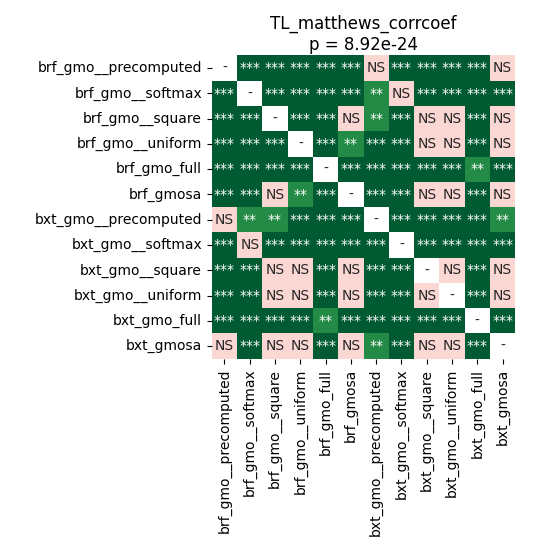 TL_matthews_corrcoef
p = 8.92e-24
brf_gmo__precomputed - *** *** *** *** *** NS *** *** *** *** NS
brf_gmo__softmax *** - *** *** *** *** ** NS *** *** *** ***
brf_gmo__square *** *** - *** *** NS ** *** NS NS *** NS
brf_gmo__uniform *** *** *** - *** ** *** *** NS NS *** NS
brf_gmo_full *** *** *** *** - *** *** *** *** *** ** ***
brf_gmosa *** *** NS ** *** - *** *** NS NS *** NS
bxt_gmo__precomputed NS ** ** *** *** *** - *** *** *** *** **
bxt_gmo__softmax *** NS *** *** *** *** *** - *** *** *** ***
bxt_gmo__square *** *** NS NS *** NS *** *** - NS *** NS
bxt_gmo__uniform *** *** NS NS *** NS *** *** NS - *** NS
bxt_gmo_full *** *** *** *** ** *** *** *** *** *** - ***
bxt_gmosa NS *** NS NS *** NS ** *** NS NS *** -
brf_gmo__precomputed
brf_gmo__softmax
brf_gmo__square
brf_gmo__uniform
brf_gmo_full
brf_gmosa
bxt_gmo__precomputed
bxt_gmo__softmax
bxt_gmo__square
bxt_gmo__uniform
bxt_gmo_full
bxt_gmosa